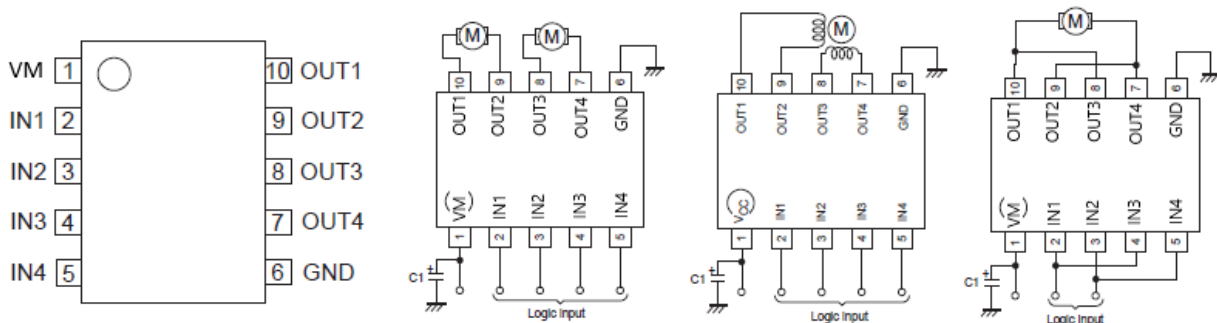 VM 1 10 OUT1
IN1 2 9 OUT2
IN2 3 8 OUT3
IN3 4 7 OUT4
IN4 5 6 GND
M M
10 9 8 7 6
OUT1 OUT2 OUT3 OUT4 GND
(VM) IN1 IN2 IN3 IN4
1 2 3 4 5
C1 +
Logic Input
M
10 9 8 7 6
OUT1 OUT2 OUT3 OUT4 GND
VCC IN1 IN2 IN3 IN4
1 2 3 4 5
C1 +
Logic Input
M
10 9 8 7 6
OUT1 OUT2 OUT3 OUT4 GND
(VM) IN1 IN2 IN3 IN4
1 2 3 4 5
C1 +
Logic Input